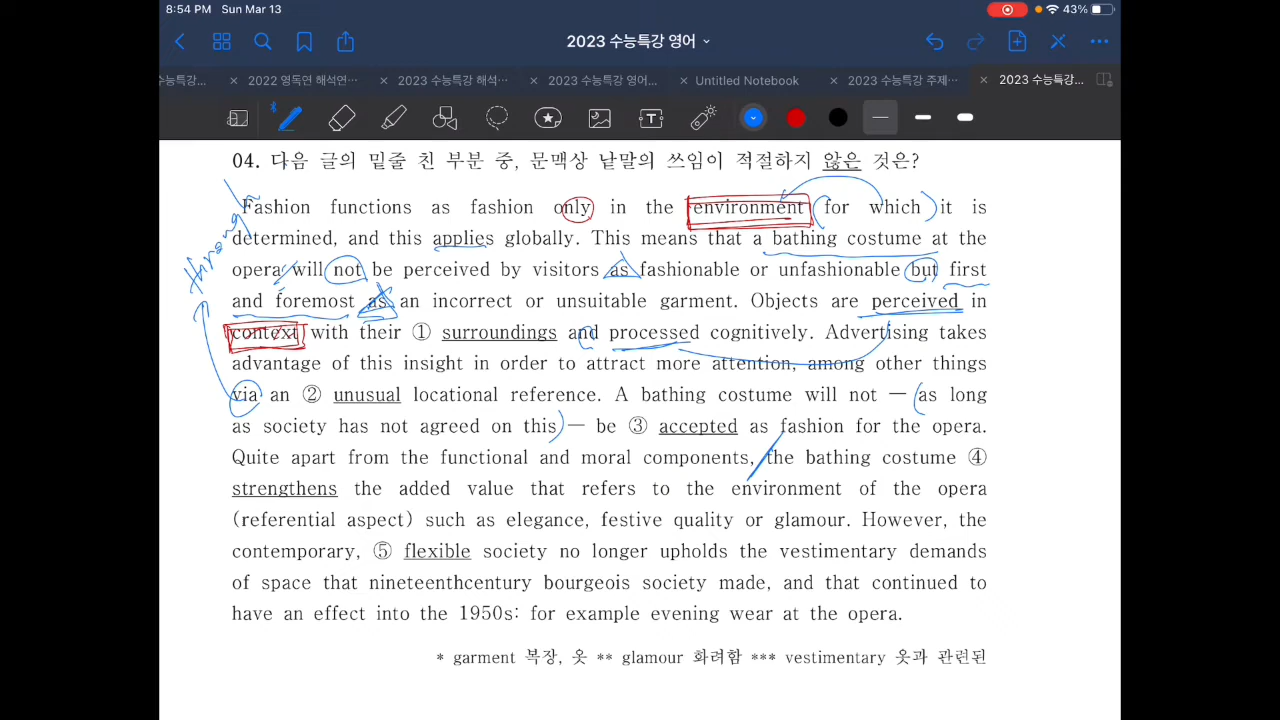 8:54 PM Sun Mar 13 43%
2023 수능특강 영어
수능특강... × 2022 영독연 해석연... × 2023 수능특강 해석... × 2023 수능특강 영어... × Untitled Notebook × 2023 수능특강 주제... × 2023 수능특강...
04. 다음 글의 밑줄 친 부분 중, 문맥상 낱말의 쓰임이 적절하지 않은 것은?
Fashion functions as fashion only in the environment for which it is
determined, and this applies globally. This means that a bathing costume at the
opera will not be perceived by visitors as fashionable or unfashionable but first
and foremost as an incorrect or unsuitable garment. Objects are perceived in
context with their ① surroundings and processed cognitively. Advertising takes
advantage of this insight in order to attract more attention, among other things
via an ② unusual locational reference. A bathing costume will not — as long
as society has not agreed on this — be ③ accepted as fashion for the opera.
Quite apart from the functional and moral components, the bathing costume ④
strengthens the added value that refers to the environment of the opera
(referential aspect) such as elegance, festive quality or glamour. However, the
contemporary, ⑤ flexible society no longer upholds the vestimentary demands
of space that nineteenthcentury bourgeois society made, and that continued to
have an effect into the 1950s: for example evening wear at the opera.
* garment 복장, 옷 ** glamour 화려함 *** vestimentary 옷과 관련된
through